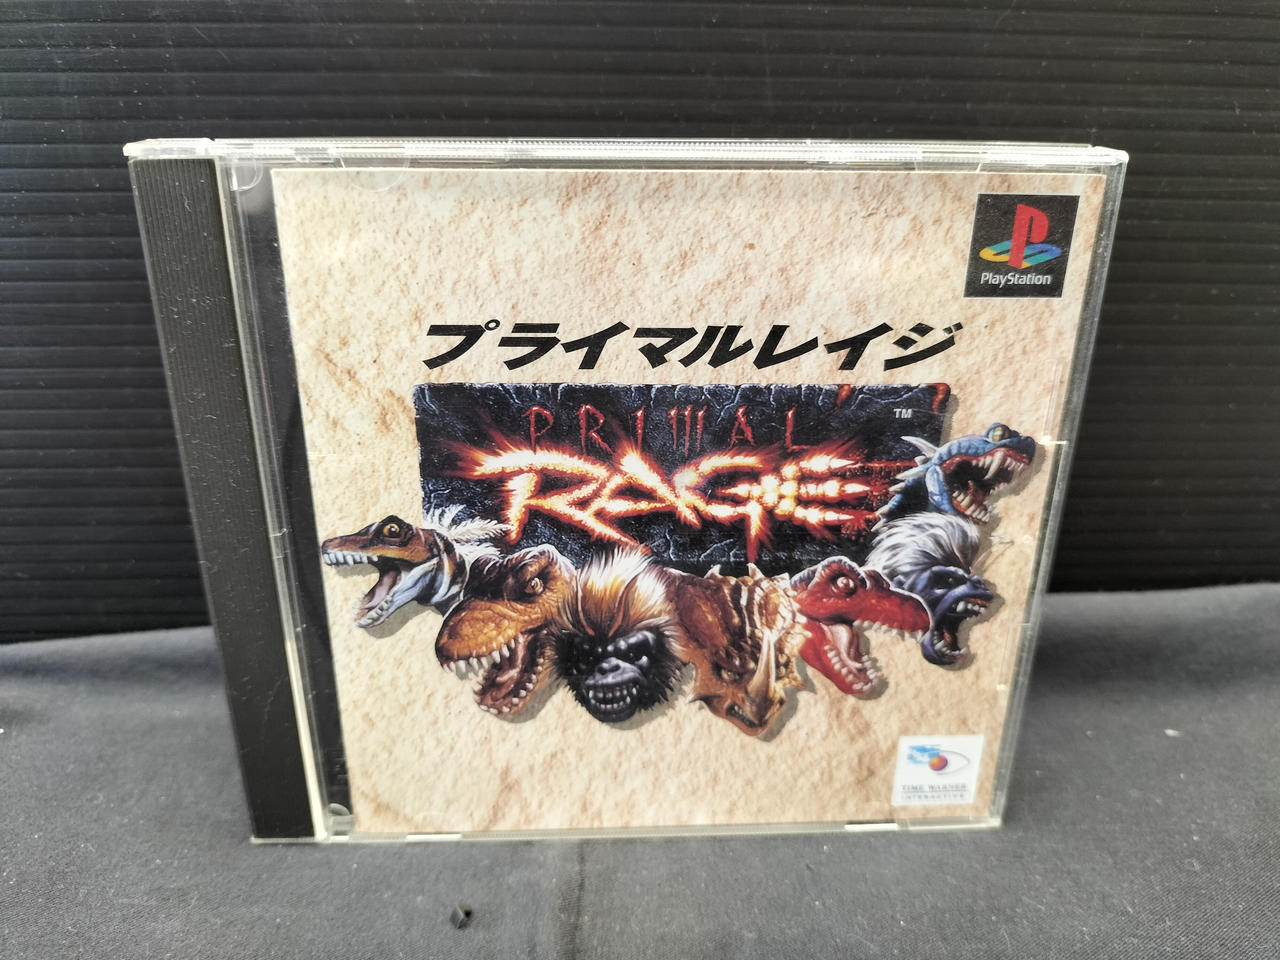 PlayStation
プライマルレイジ
PRIMAL
TM
RAGE
TIME WARNER
INTERACTIVE